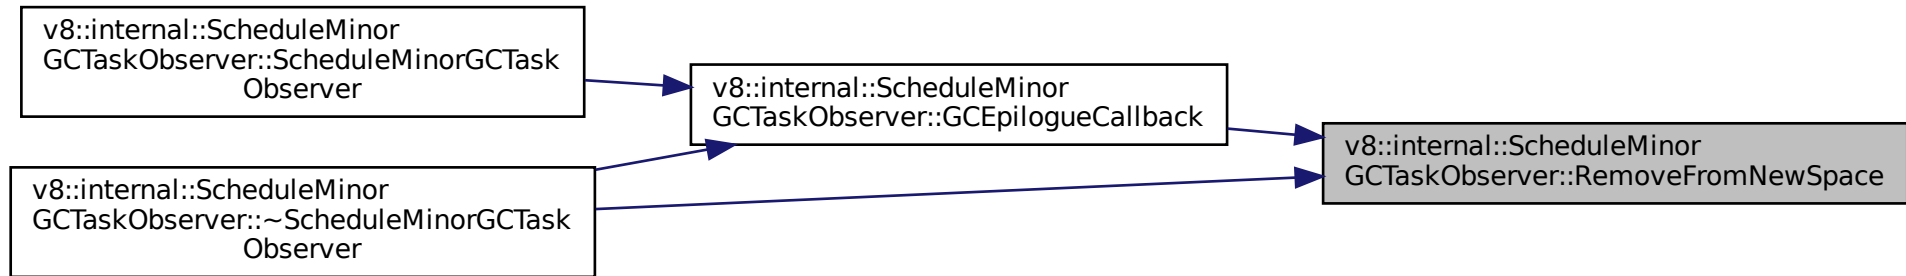 v8::internal::ScheduleMinor
GCTaskObserver::ScheduleMinorGCTask
Observer
v8::internal::ScheduleMinor
GCTaskObserver::~ScheduleMinorGCTask
Observer
v8::internal::ScheduleMinor
GCTaskObserver::GCEpilogueCallback
v8::internal::ScheduleMinor
GCTaskObserver::RemoveFromNewSpace